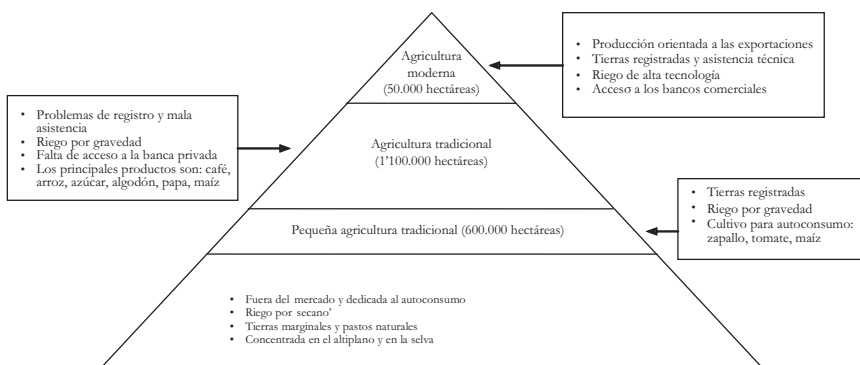 Agricultura
moderna
(50.000 hectáreas)
• Producción orientada a las exportaciones
• Tierras registradas y asistencia técnica
• Riego de alta tecnología
• Acceso a los bancos comerciales
• Problemas de registro y mala
asistencia
• Riego por gravedad
• Falta de acceso a la banca privada
• Los principales productos son: café,
arroz, azúcar, algodón, papa, maíz
Agricultura tradicional
(1'100.000 hectáreas)
• Tierras registradas
• Riego por gravedad
• Cultivo para autoconsumo:
zapallo, tomate, maíz
Pequeña agricultura tradicional (600.000 hectáreas)
• Fuera del mercado y dedicada al autoconsumo
• Riego por secano’
• Tierras marginales y pastos naturales
• Concentrada en el altiplano y en la selva